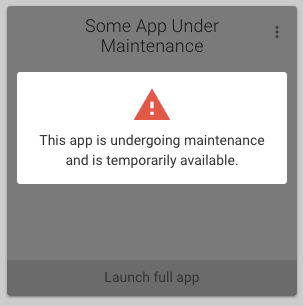 Some App Under
Maintenance
This app is undergoing maintenance
and is temporarily available.
Launch full app